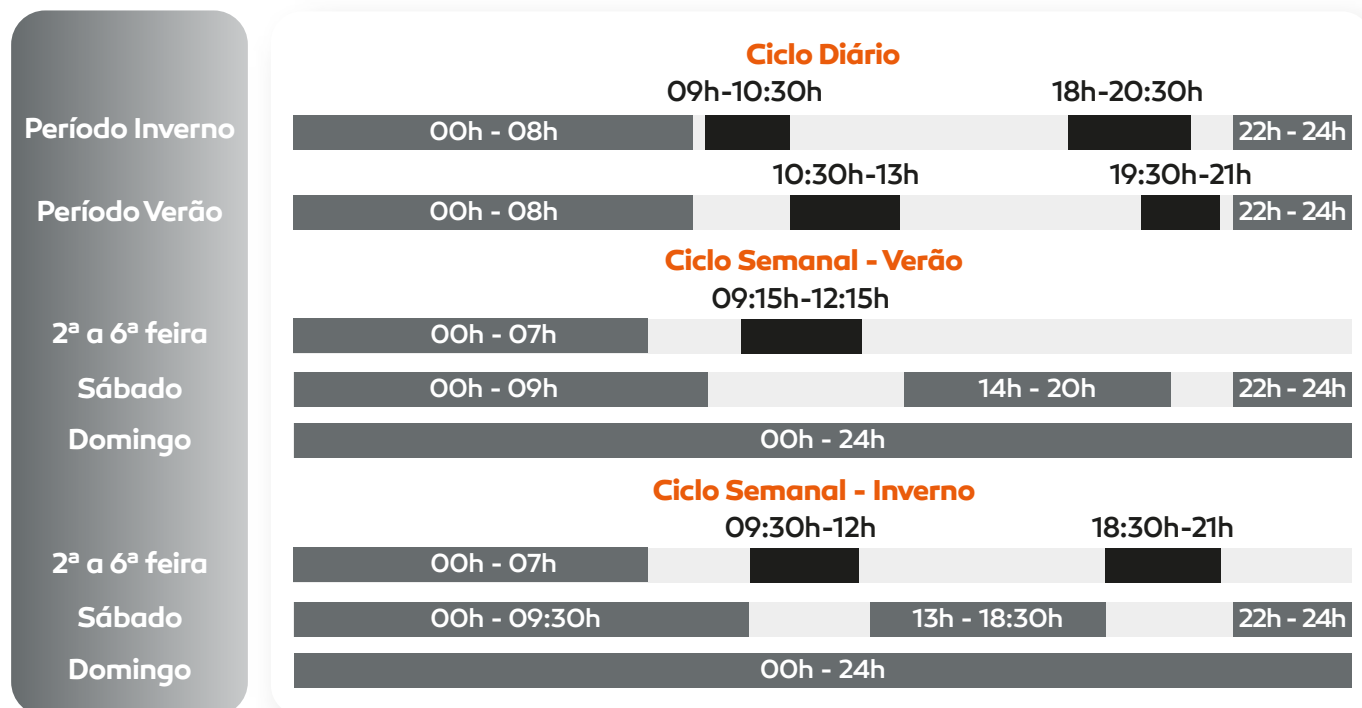 Ciclo Diário
09h-10:30h 18h-20:30h
Período Inverno 00h - 08h 22h - 24h
10:30h-13h 19:30h-21h
Período Verão 00h - 08h 22h - 24h
Ciclo Semanal - Verão
09:15h-12:15h
2ª a 6ª feira 00h - 07h
Sábado 00h - 09h 14h - 20h 22h - 24h
Domingo 00h - 24h
Ciclo Semanal - Inverno
09:30h-12h 18:30h-21h
2ª a 6ª feira 00h - 07h
Sábado 00h - 09:30h 13h - 18:30h 22h - 24h
Domingo 00h - 24h